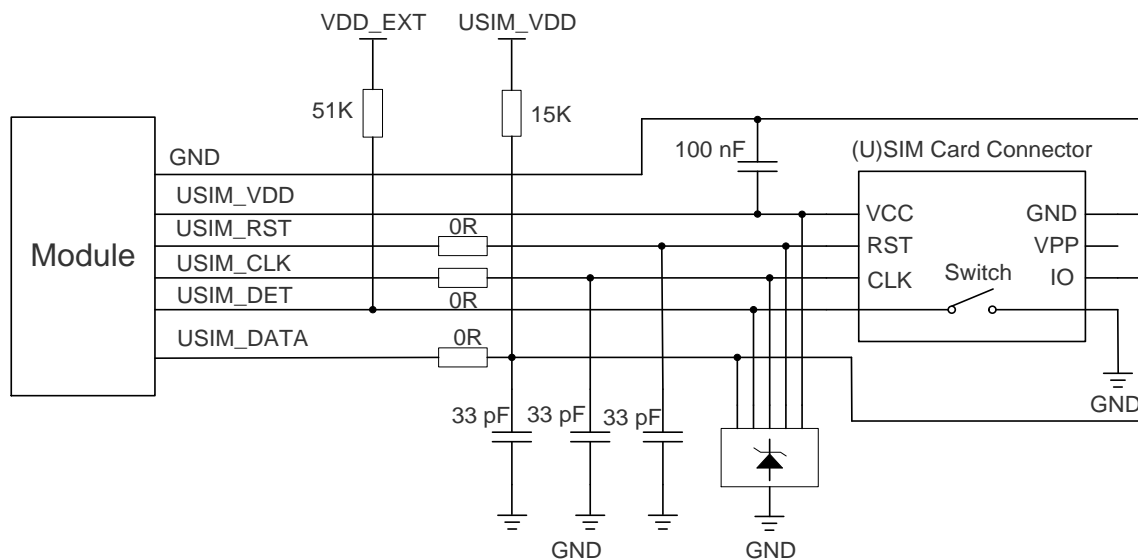 VDD_EXT USIM_VDD
51K 15K
GND
100 nF
(U)SIM Card Connector
USIM_VDD
VCC GND
USIM_RST
0R
RST VPP
Module
USIM_CLK
CLK
Switch
IO
USIM_DET
0R
USIM_DATA
0R
GND
33 pF 33 pF 33 pF
GND
GND